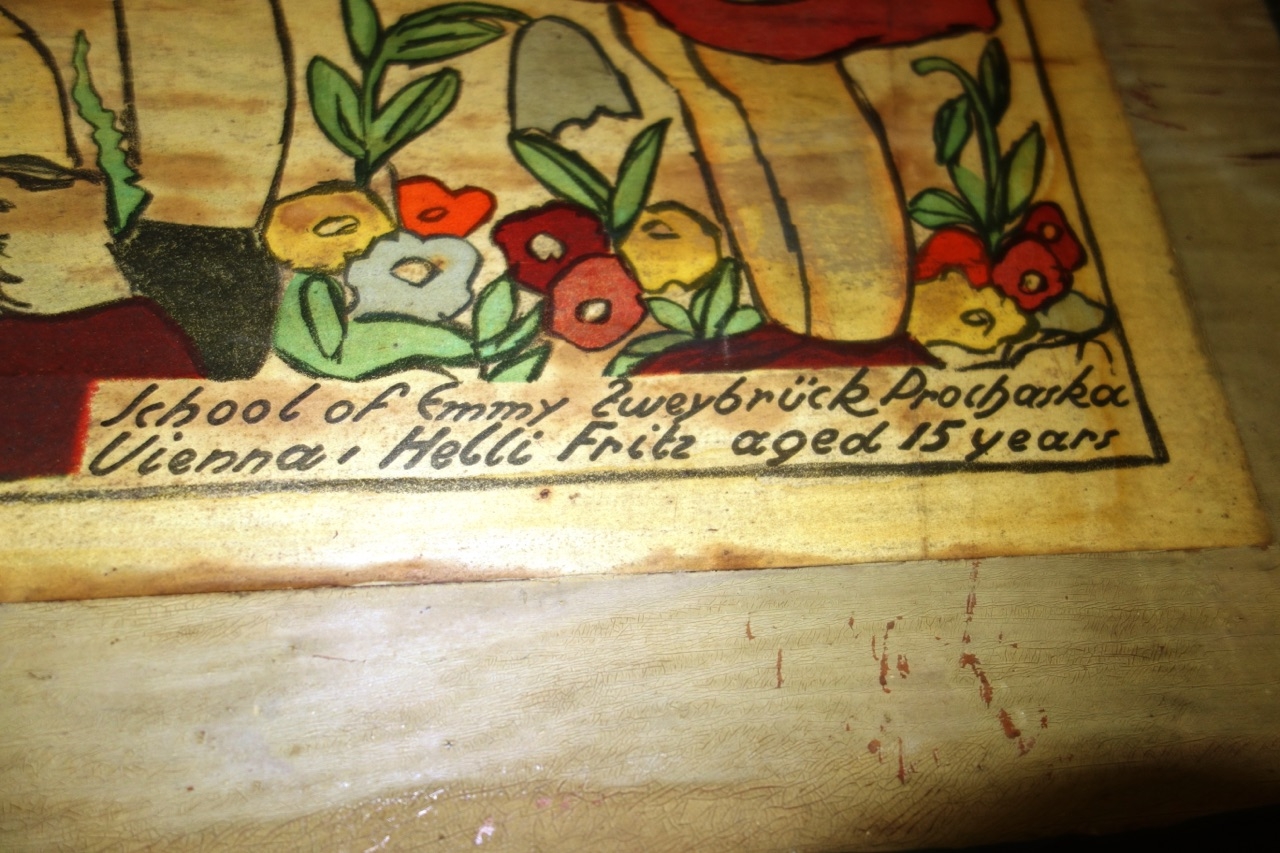 School of Emmy Zweybrück Prochaska
Vienna, Helli Fritz aged 15 years